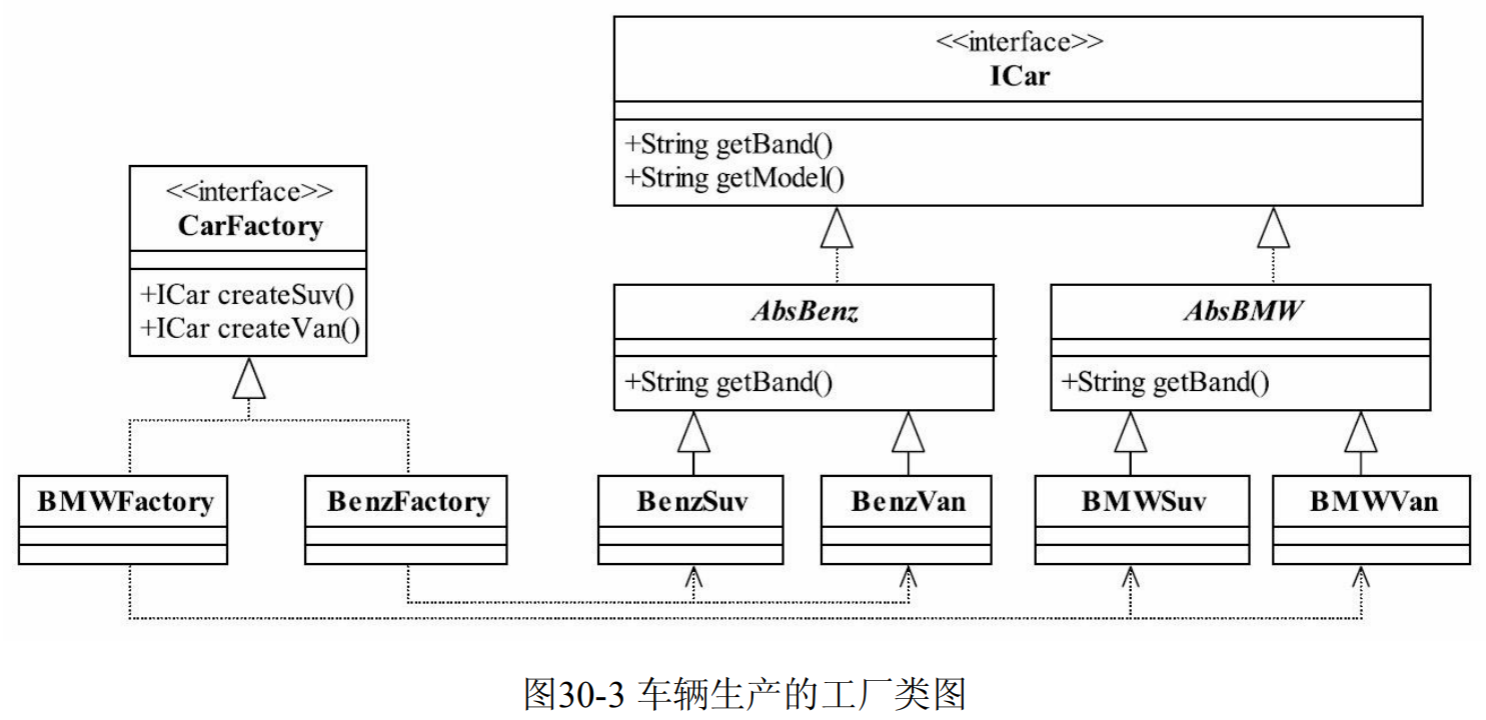 <<interface>>
ICar
+String getBand()
+String getModel()
<<interface>>
CarFactory
+ICar createSuv()
+ICar createVan()
AbsBenz
+String getBand()
AbsBMW
+String getBand()
BMWFactory
BenzFactory
BenzSuv
BenzVan
BMWSuv
BMWVan
图30-3 车辆生产的工厂类图